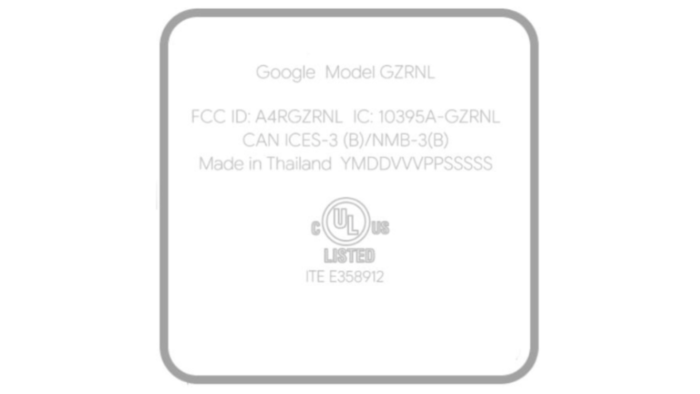 Google Model GZRNL
FCC ID: A4RGZRNL IC: 10395A-GZRNL
CAN ICES-3 (B)/NMB-3(B)
Made in Thailand YMDDVVVPPSSSSS
C UL US
LISTED
ITE E358912